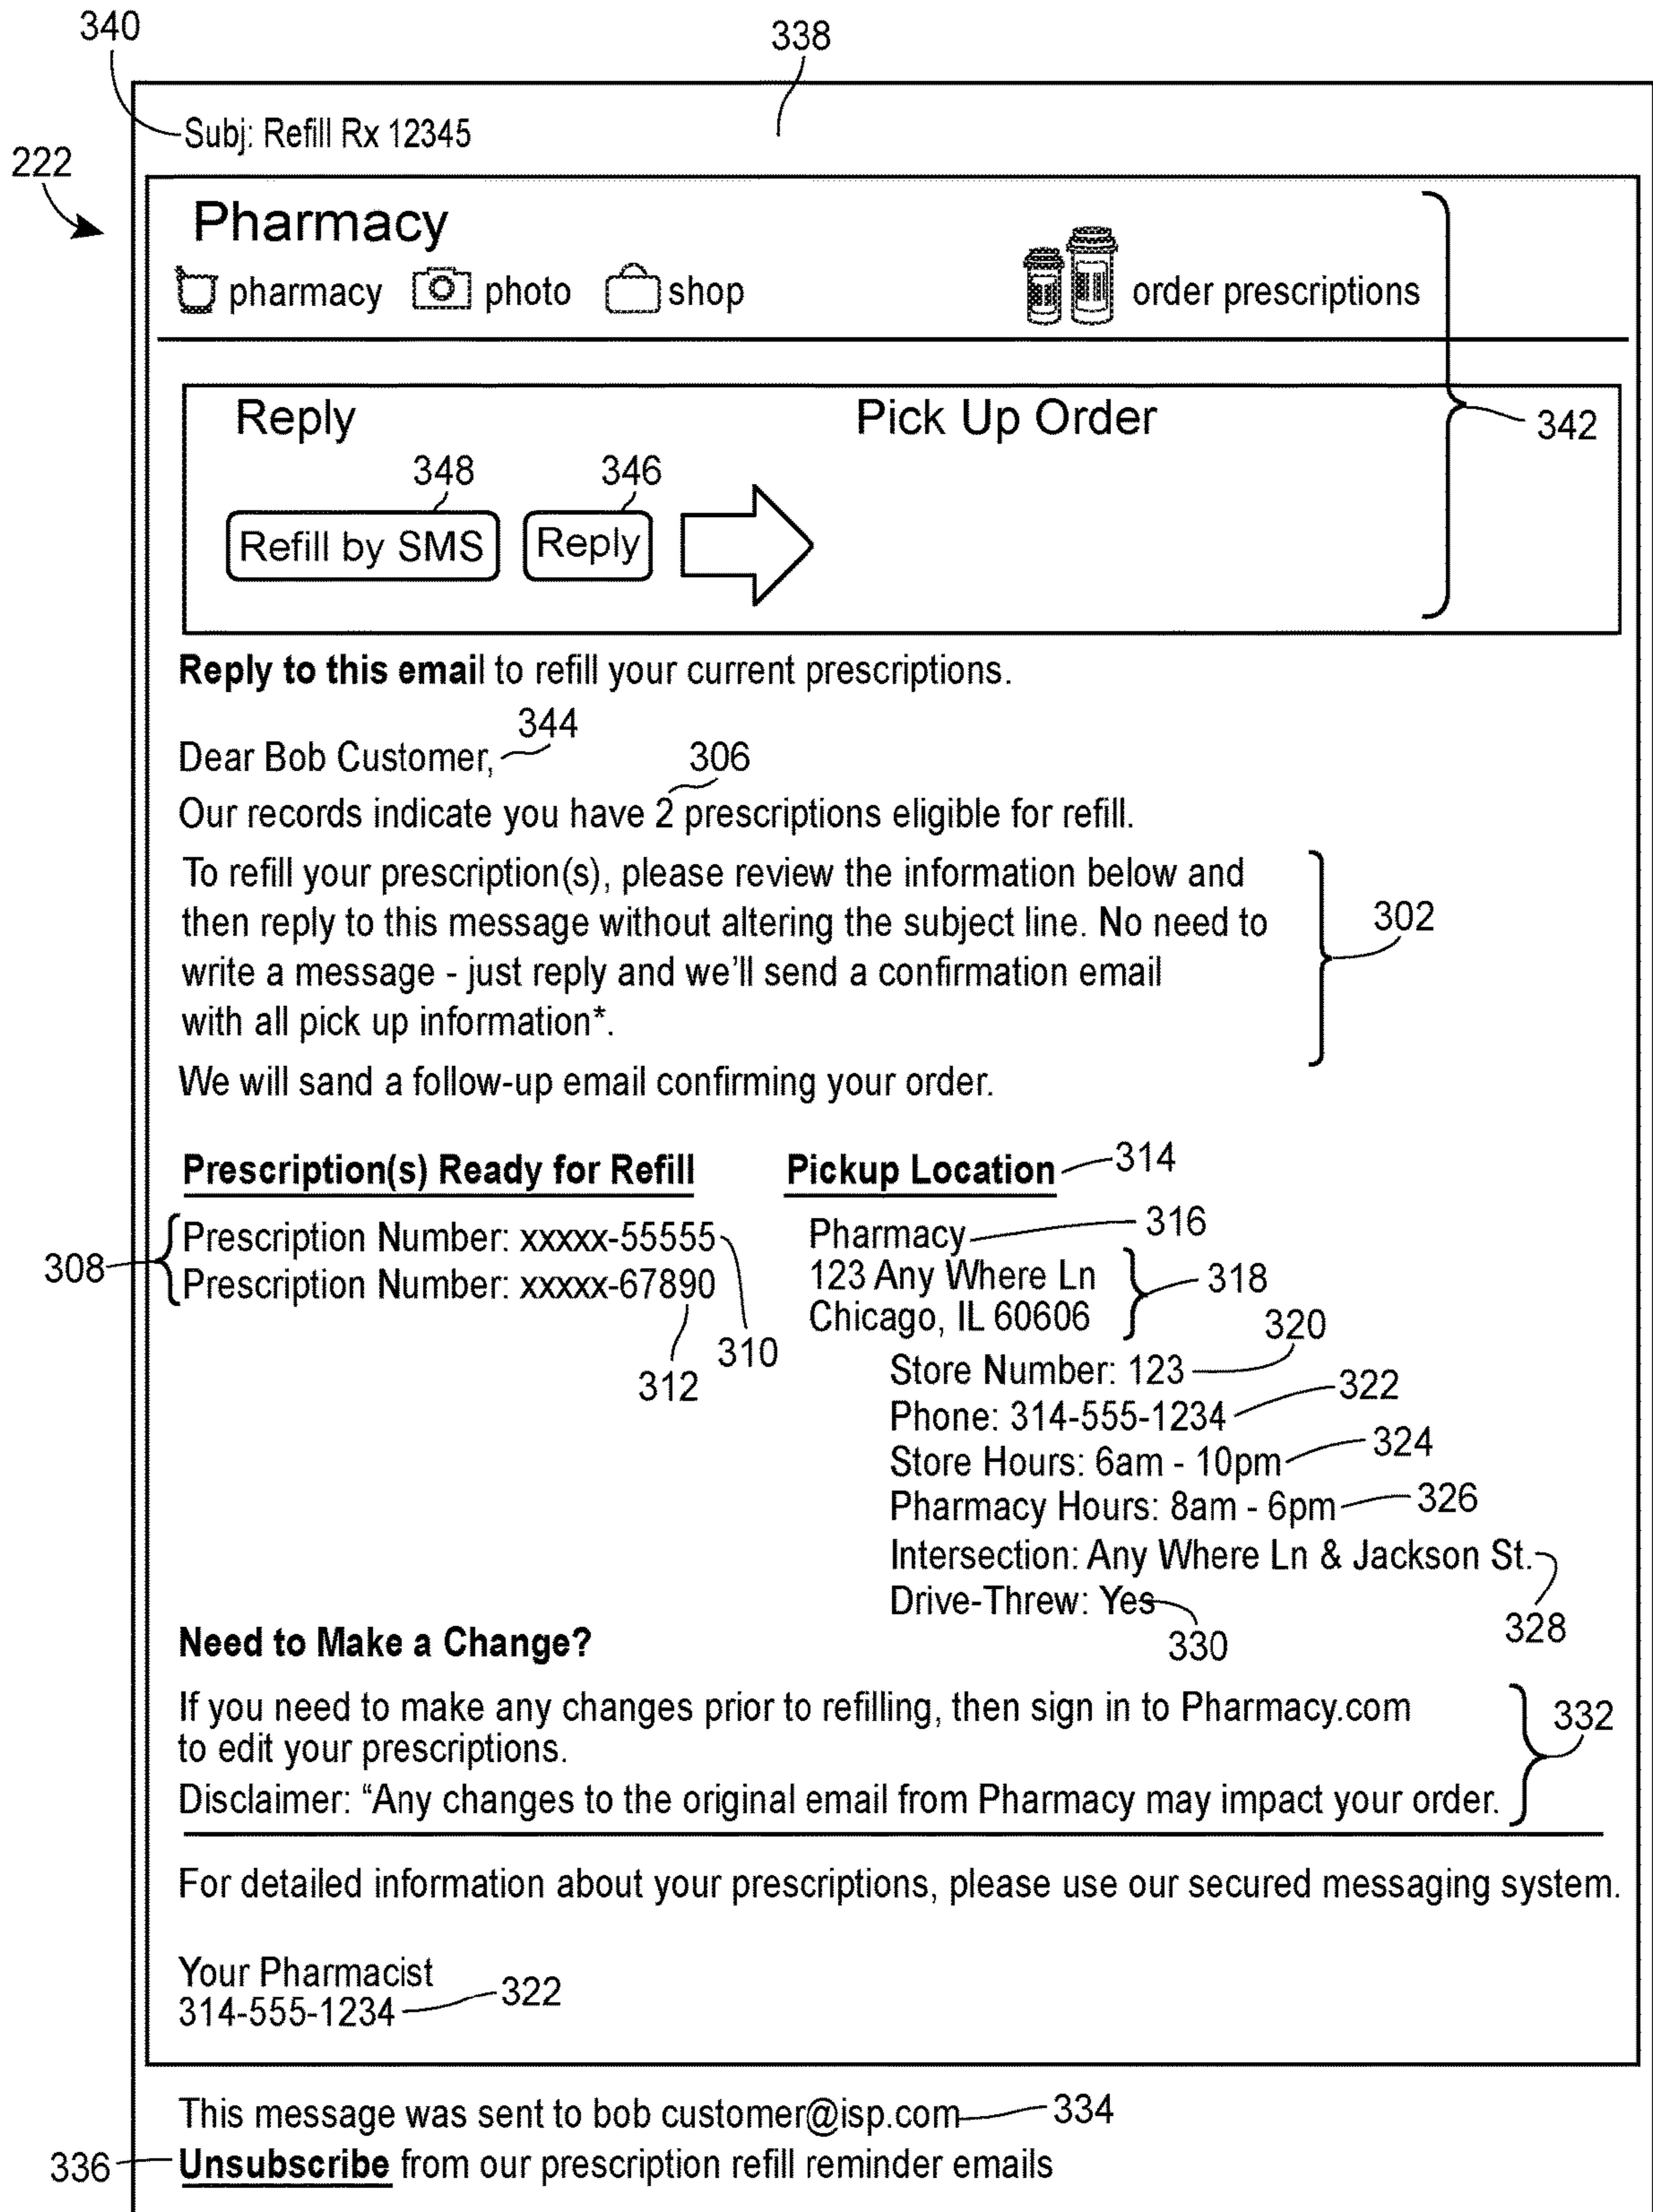 340
338
Subj: Refill Rx 12345
222
Pharmacy
pharmacy photo shop order prescriptions
342
Reply Pick Up Order
348 346
Refill by SMS Reply
Reply to this email to refill your current prescriptions.
344
Dear Bob Customer,
306
Our records indicate you have 2 prescriptions eligible for refill.
To refill your prescription(s), please review the information below and
then reply to this message without altering the subject line. No need to
write a message - just reply and we'll send a confirmation email
with all pick up information*.
302
We will sand a follow-up email confirming your order.
Prescription(s) Ready for Refill
308
Prescription Number: xxxxx-55555
Prescription Number: xxxxx-67890
310
312
Pickup Location 314
Pharmacy 316
123 Any Where Ln
Chicago, IL 60606
318
320
Store Number: 123
322
Phone: 314-555-1234
324
Store Hours: 6am - 10pm
326
Pharmacy Hours: 8am - 6pm
Intersection: Any Where Ln & Jackson St.
328
Drive-Threw: Yes
330
Need to Make a Change?
If you need to make any changes prior to refilling, then sign in to Pharmacy.com
to edit your prescriptions.
332
Disclaimer: “Any changes to the original email from Pharmacy may impact your order.
For detailed information about your prescriptions, please use our secured messaging system.
Your Pharmacist
314-555-1234 322
This message was sent to bob customer@isp.com 334
336 Unsubscribe from our prescription refill reminder emails